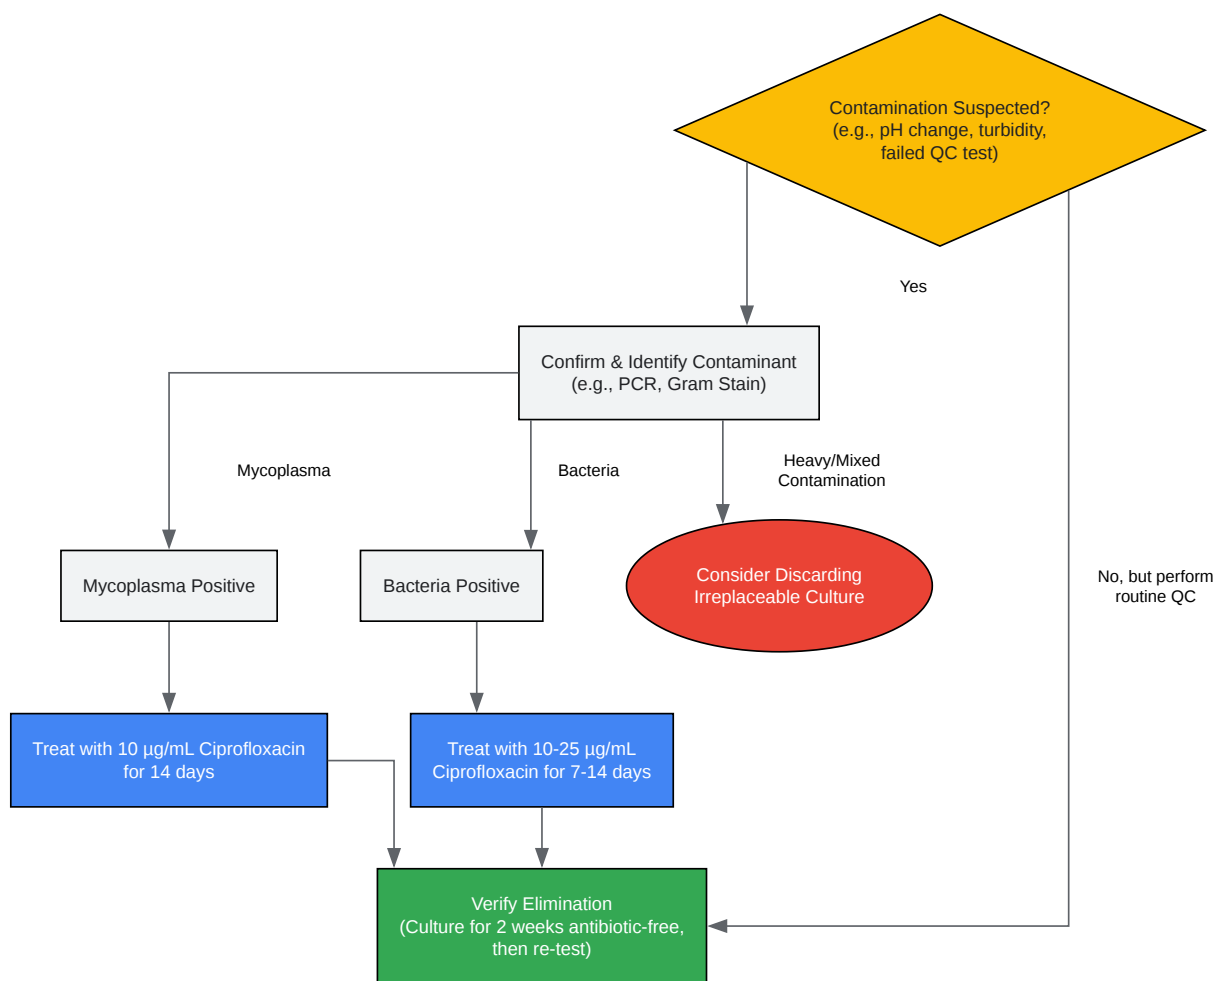 Contamination Suspected?
(e.g., pH change, turbidity,
failed QC test)
Yes
Confirm & Identify Contaminant
(e.g., PCR, Gram Stain)
Mycoplasma
Bacteria
Heavy/Mixed
Contamination
No, but perform
routine QC
Mycoplasma Positive
Bacteria Positive
Consider Discarding
Irreplaceable Culture
Treat with 10 µg/mL Ciprofloxacin
for 14 days
Treat with 10-25 µg/mL
Ciprofloxacin for 7-14 days
Verify Elimination
(Culture for 2 weeks antibiotic-free,
then re-test)